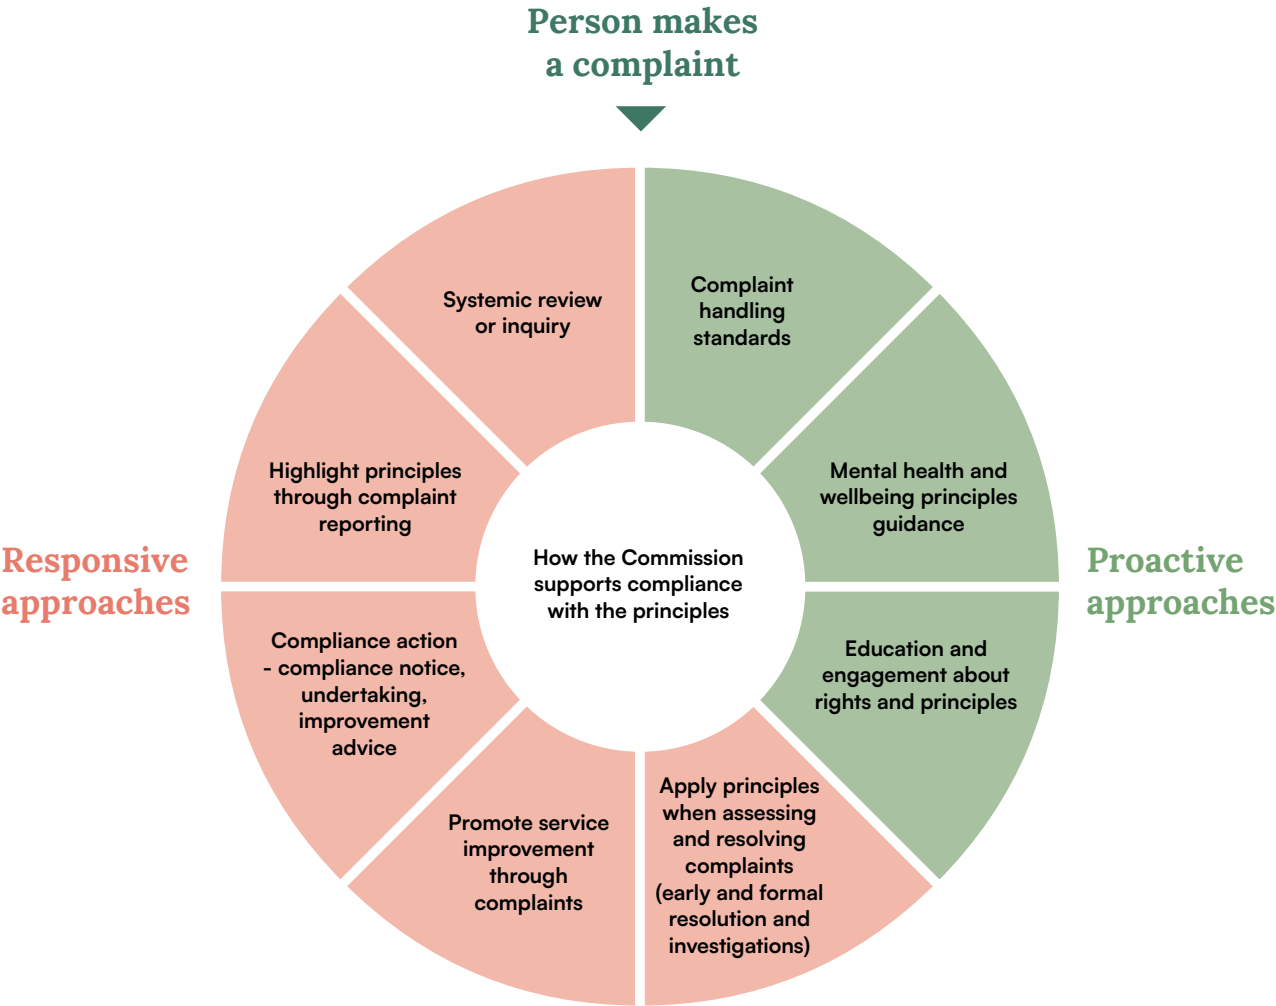 Person makes
a complaint
Complaint
handling
standards
Mental health and
wellbeing principles
guidance
Education and
engagement about
rights and principles
Apply principles
when assessing
and resolving
complaints
(early and formal
resolution and
investigations)
Promote service
improvement
through
complaints
Compliance action
- compliance notice,
undertaking,
improvement
advice
Highlight principles
through complaint
reporting
Systemic review
or inquiry
How the Commission
supports compliance
with the principles
Responsive
approaches
Proactive
approaches